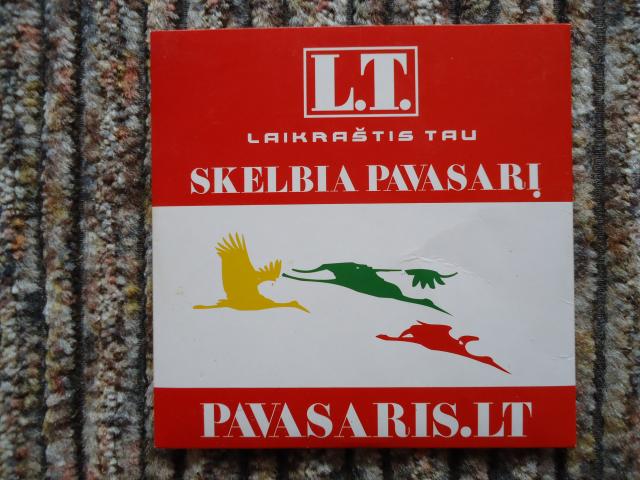 L.T.
LAIKRAŠTIS TAU
SKELBIA PAVASARĮ
PAVASARIS.LT